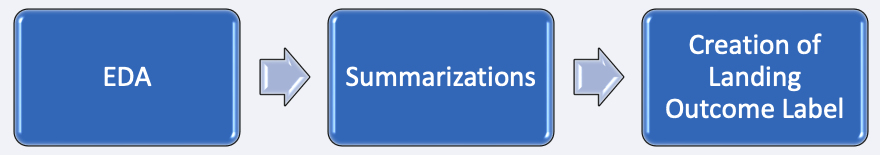 EDA
Summarizations
Creation of
Landing
Outcome Label